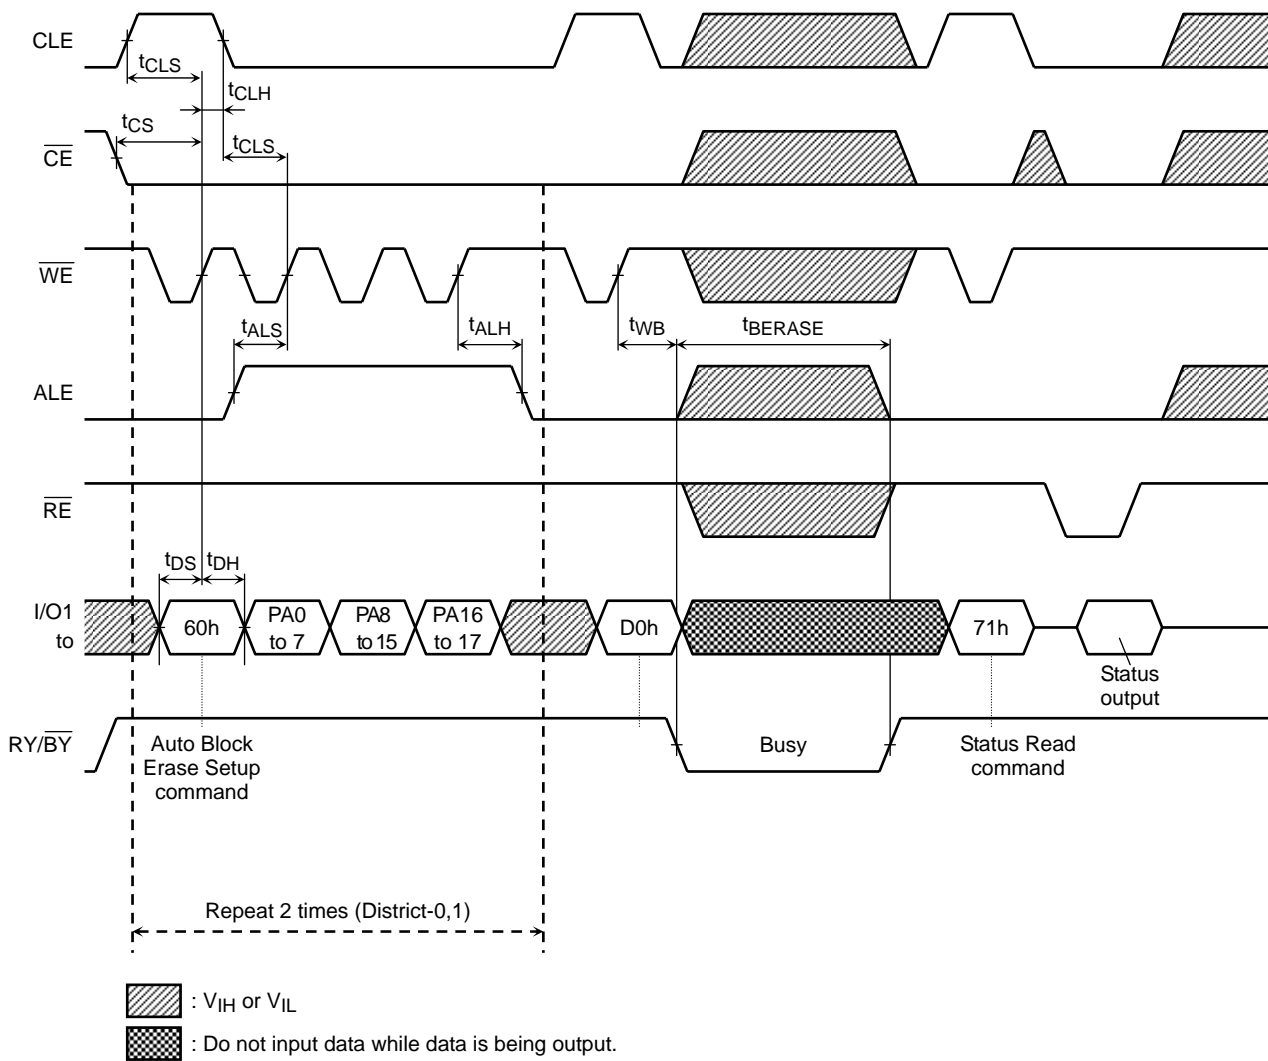 CLE
tCLS
tCLH
tCS
tCLS
CE
WE
tALS
tALH
tWB
tBERASE
ALE
RE
tDS
tDH
I/O1
to
60h
PA0
to 7
PA8
to 15
PA16
to 17
D0h
71h
Status
output
RY/BY
Auto Block
Erase Setup
command
Busy
Status Read
command
Repeat 2 times (District-0,1)
: VIH or VIL
: Do not input data while data is being output.